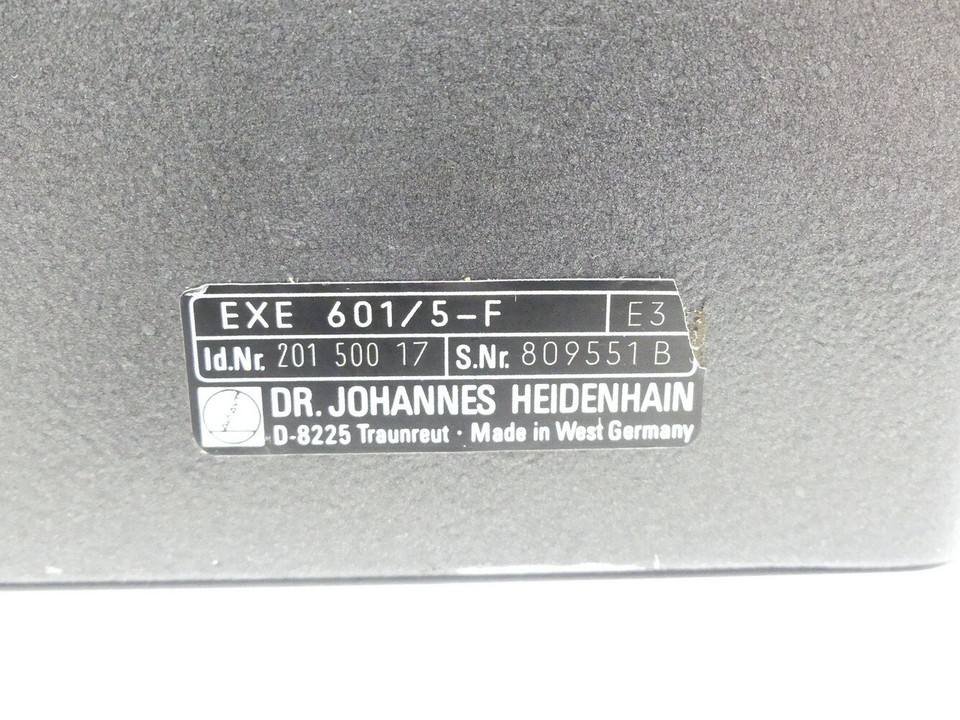 EXE 601/5-F E3
Id.Nr. 201 500 17 S.Nr. 809551 B
DR. JOHANNES HEIDENHAIN
D-8225 Traunreut · Made in West Germany